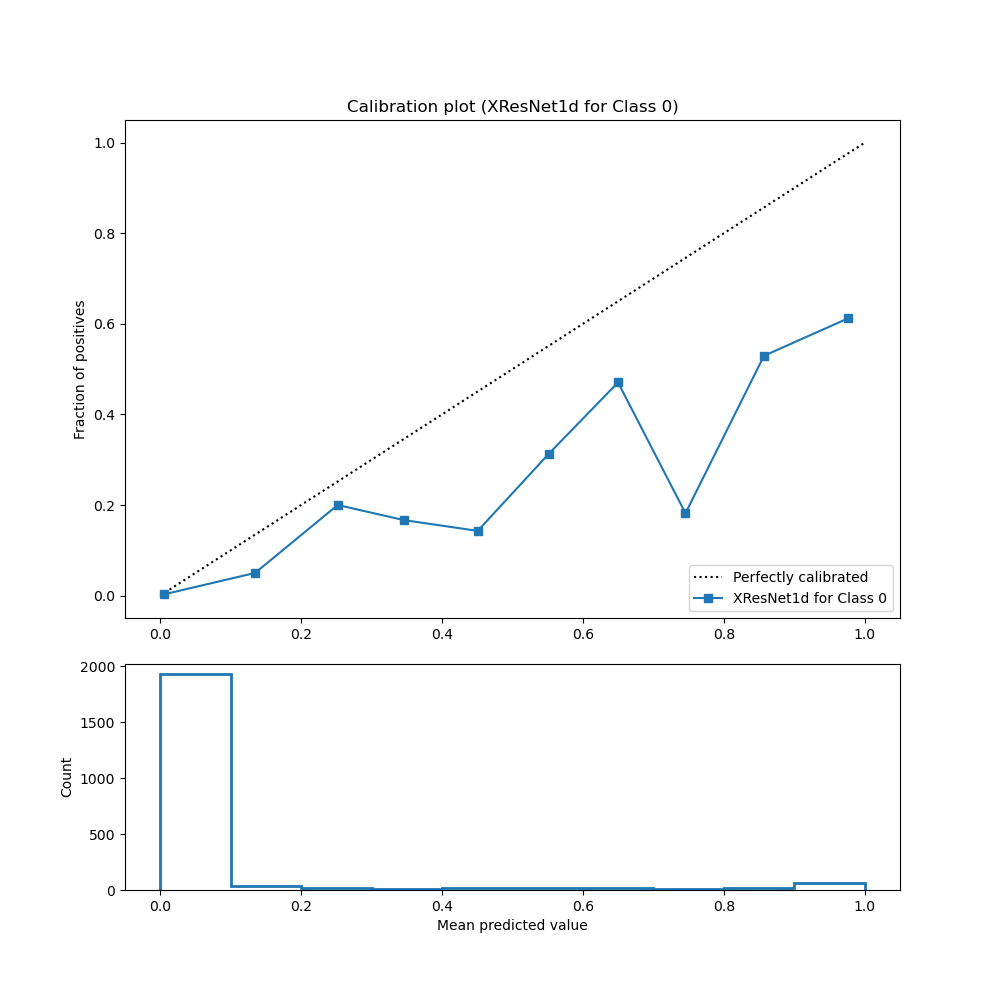 Calibration plot (XResNet1d for Class 0)
1.0
0.8
0.6
0.4
0.2
0.0
Fraction of positives
Perfectly calibrated
XResNet1d for Class 0
0.0 0.2 0.4 0.6 0.8 1.0
2000
1500
1000
500
0
Count
0.0 0.2 0.4 0.6 0.8 1.0
Mean predicted value